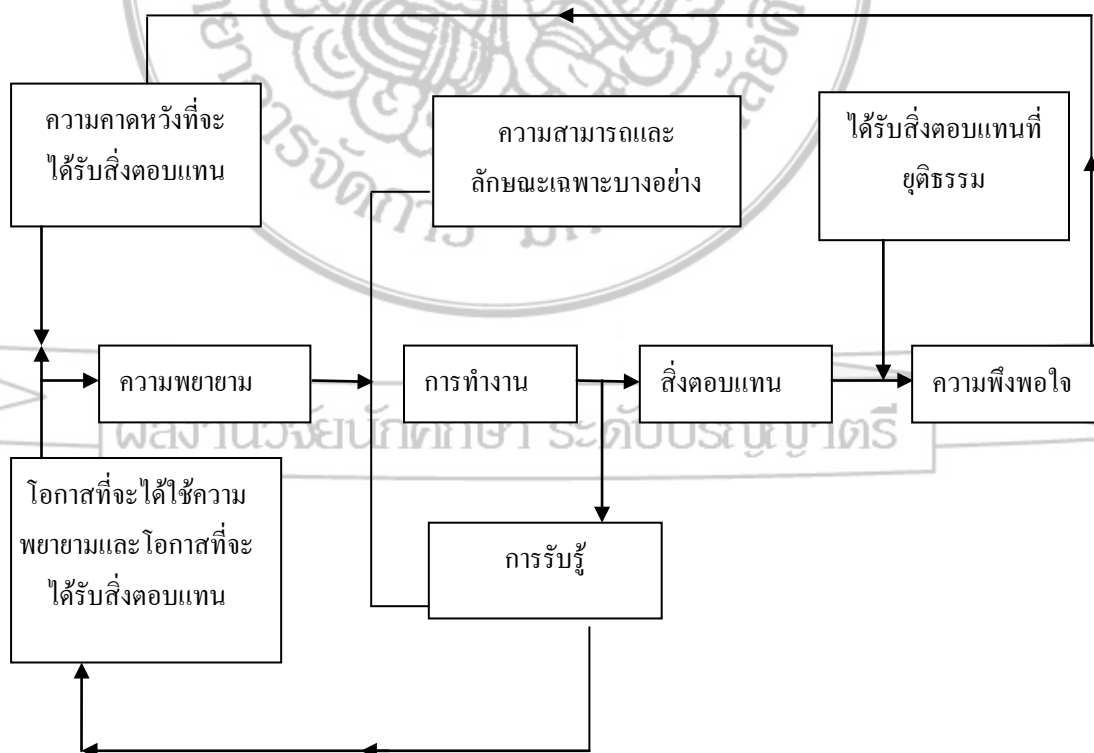 ความคาดหวังที่จะ
ได้รับสิ่งตอบแทน
ความสามารถและ
ลักษณะเฉพาะบางอย่าง
ได้รับสิ่งตอบแทนที่
ยุติธรรม
ความพยายาม
การทำงาน
สิ่งตอบแทน
ความพึงพอใจ
ผลงานวิจัยนักศึกษา ระดับปริญญาตรี
โอกาสที่จะได้ใช้ความ
พยายามและโอกาสที่จะ
ได้รับสิ่งตอบแทน
การรับรู้